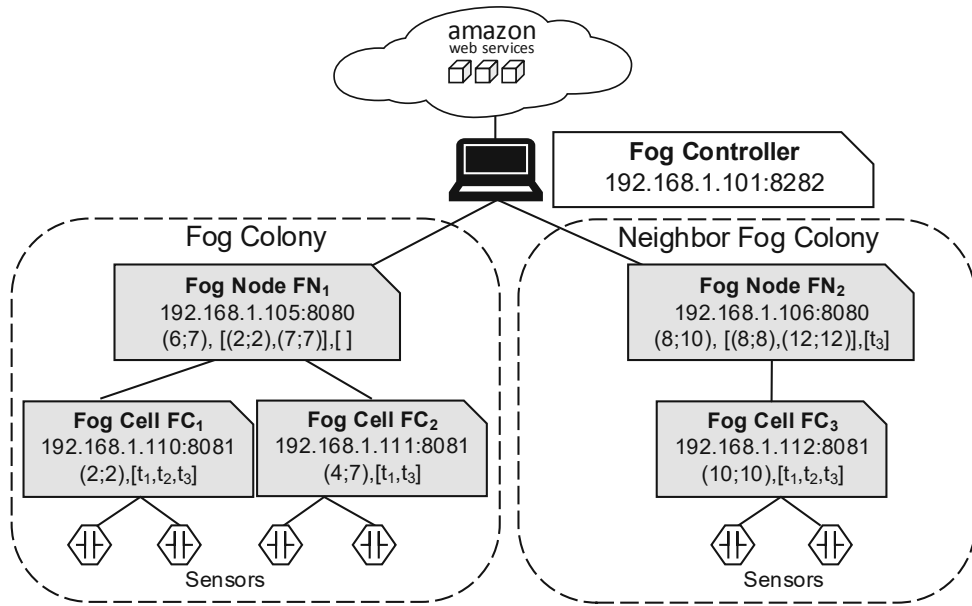 amazon
web services
Fog Controller
192.168.1.101:8282
Fog Colony
Neighbor Fog Colony
Fog Node FN₁
192.168.1.105:8080
(6;7), [(2;2),(7;7)],[ ]
Fog Node FN₂
192.168.1.106:8080
(8;10), [(8;8),(12;12)],[t₃]
Fog Cell FC₁
192.168.1.110:8081
(2;2),[t₁,t₂,t₃]
Fog Cell FC₂
192.168.1.111:8081
(4;7),[t₁,t₃]
Fog Cell FC₃
192.168.1.112:8081
(10;10),[t₁,t₂,t₃]
Sensors
Sensors